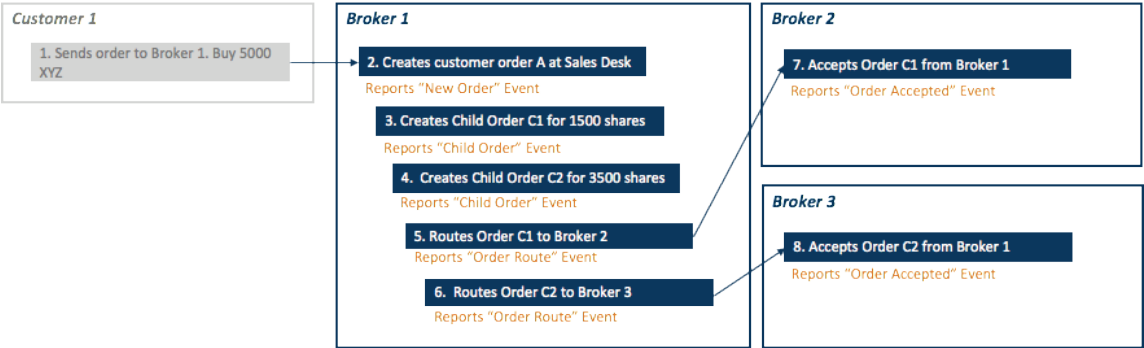 Customer 1
1. Sends order to Broker 1. Buy 5000
XYZ
Broker 1
2. Creates customer order A at Sales Desk
Reports "New Order" Event
3. Creates Child Order C1 for 1500 shares
Reports "Child Order" Event
4. Creates Child Order C2 for 3500 shares
Reports "Child Order" Event
5. Routes Order C1 to Broker 2
Reports "Order Route" Event
6. Routes Order C2 to Broker 3
Reports "Order Route" Event
Broker 2
7. Accepts Order C1 from Broker 1
Reports "Order Accepted" Event
Broker 3
8. Accepts Order C2 from Broker 1
Reports "Order Accepted" Event